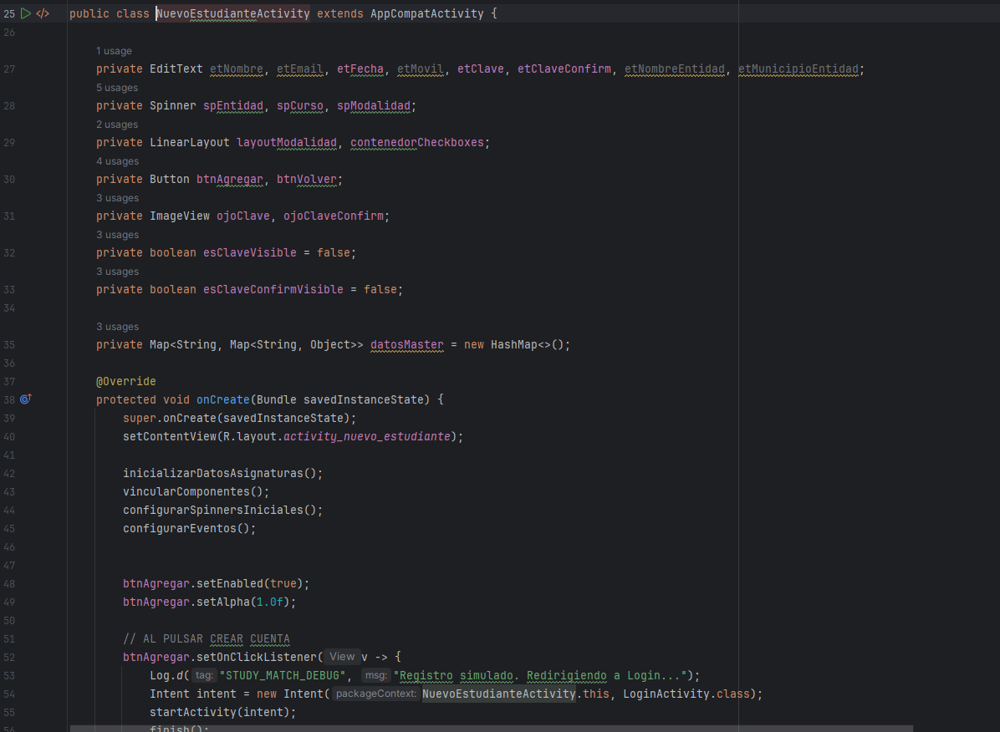 25 public class NuevoEstudianteActivity extends AppCompatActivity {
26
1 usage
27 private EditText etNombre, etEmail, etFecha, etMovil, etClave, etClaveConfirm, etNombreEntidad, etMunicipioEntidad;
5 usages
28 private Spinner spEntidad, spCurso, spModalidad;
2 usages
29 private LinearLayout layoutModalidad, contenedorCheckboxes;
4 usages
30 private Button btnAgregar, btnVolver;
3 usages
31 private ImageView ojoClave, ojoClaveConfirm;
3 usages
32 private boolean esClaveVisible = false;
3 usages
33 private boolean esClaveConfirmVisible = false;
34
3 usages
35 private Map<String, Map<String, Object>> datosMaster = new HashMap<>();
36
37 @Override
38 protected void onCreate(Bundle savedInstanceState) {
39 super.onCreate(savedInstanceState);
40 setContentView(R.layout.activity_nuevo_estudiante);
41
42 inicializarDatosAsignaturas();
43 vincularComponentes();
44 configurarSpinnersIniciales();
45 configurarEventos();
46
47
48 btnAgregar.setEnabled(true);
49 btnAgregar.setAlpha(1.0f);
50
51 // AL PULSAR CREAR CUENTA
52 btnAgregar.setOnClickListener( View v -> {
53 Log.d( tag: "STUDY_MATCH_DEBUG", msg: "Registro simulado. Redirigiendo a Login...");
54 Intent intent = new Intent( packageContext: NuevoEstudianteActivity.this, LoginActivity.class);
55 startActivity(intent);
56 finish();